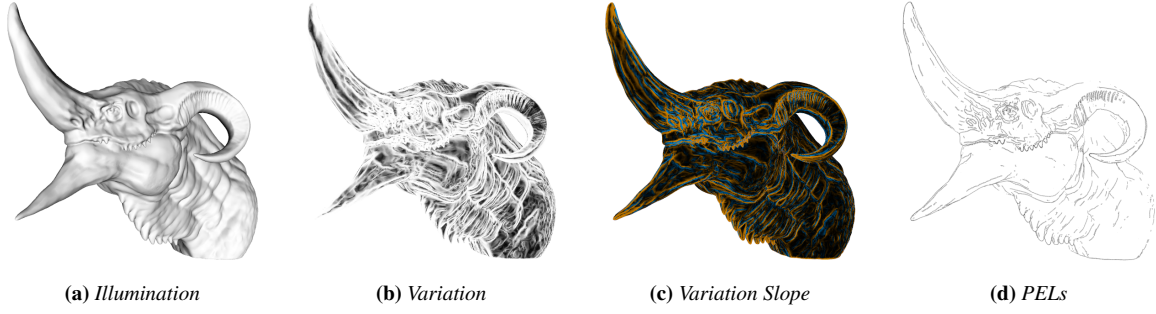 (a) Illumination
(b) Variation
(c) Variation Slope
(d) PELs